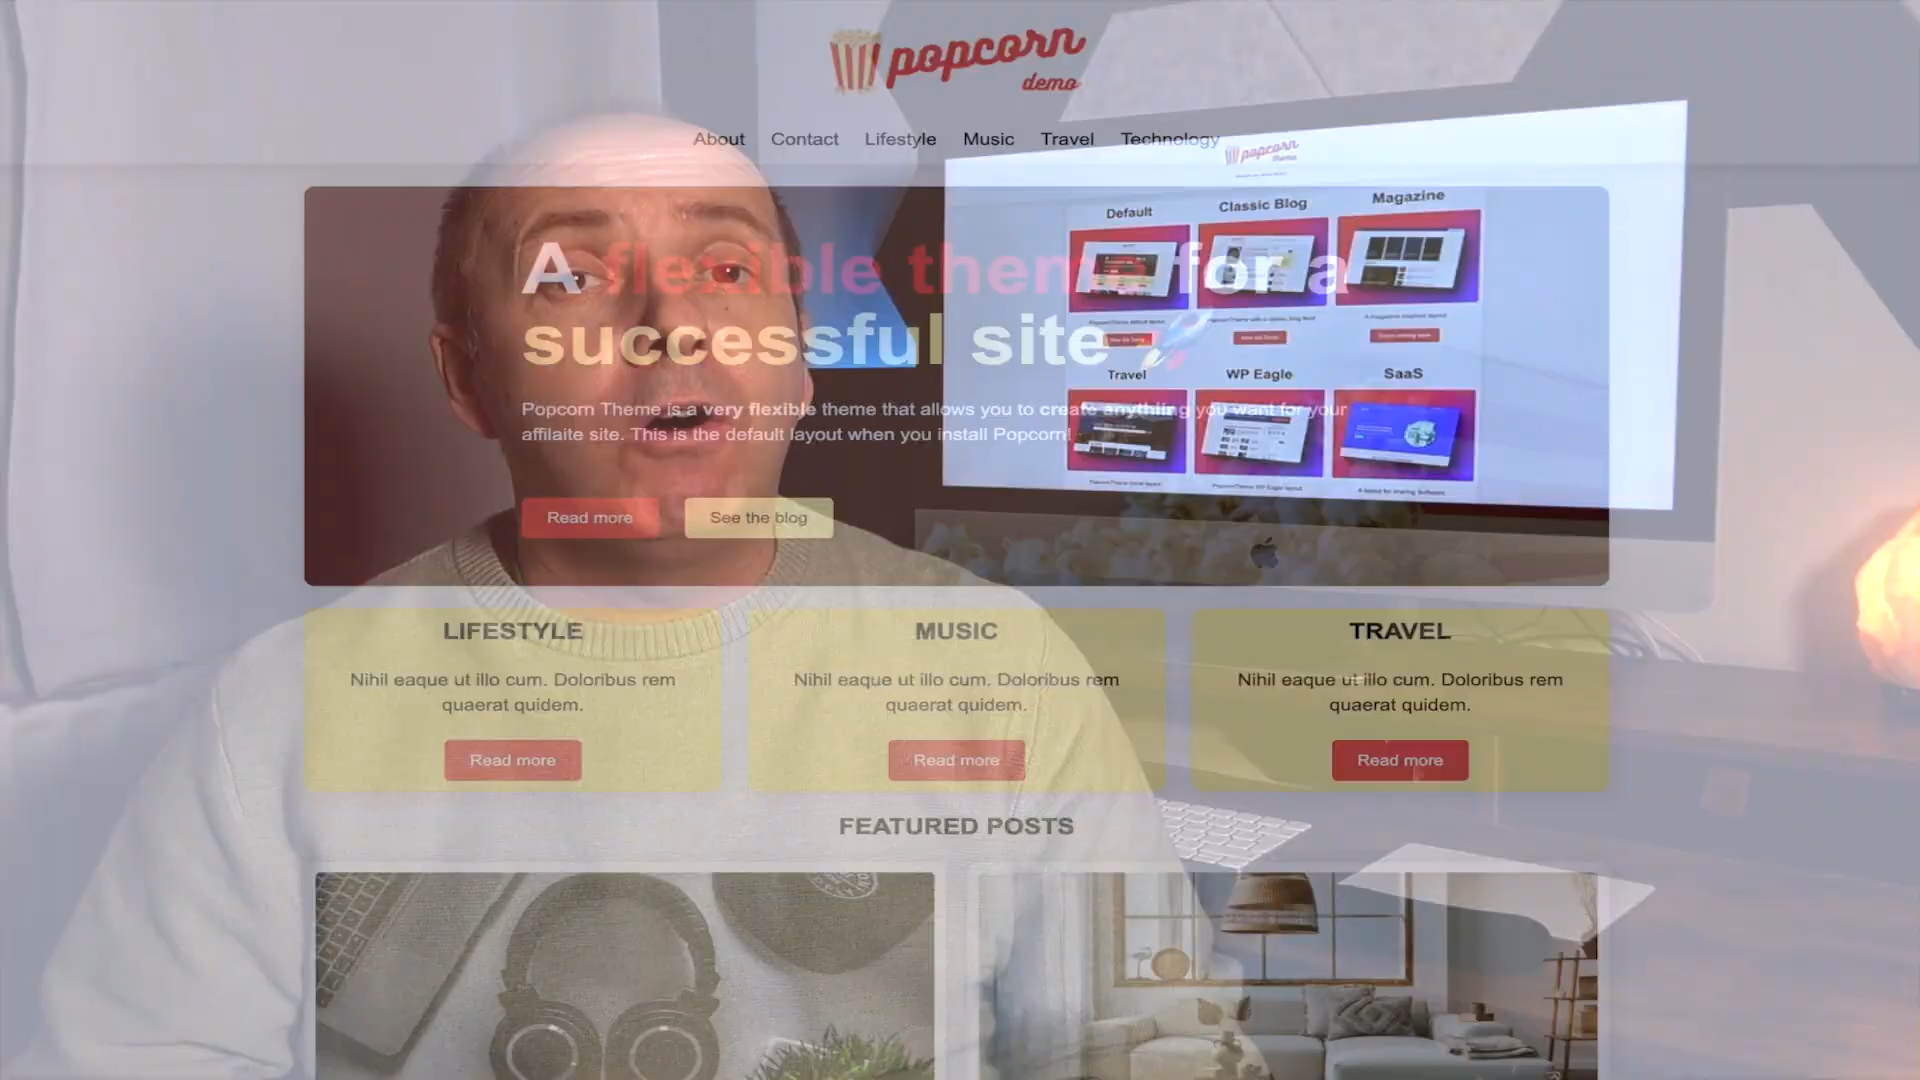 popcorn
demo
About Contact Lifestyle Music Travel Technology
popcorn
A flexible theme for a
successful site
Popcorn Theme is a very flexible theme that allows you to create anything you want for your
affilaite site. This is the default layout when you install Popcorn!
Read more See the blog
Default Classic Blog Magazine
Travel WP Eagle SaaS
LIFESTYLE
Nihil eaque ut illo cum. Doloribus rem
quaerat quidem.
Read more
MUSIC
Nihil eaque ut illo cum. Doloribus rem
quaerat quidem.
Read more
TRAVEL
Nihil eaque ut illo cum. Doloribus rem
quaerat quidem.
Read more
FEATURED POSTS